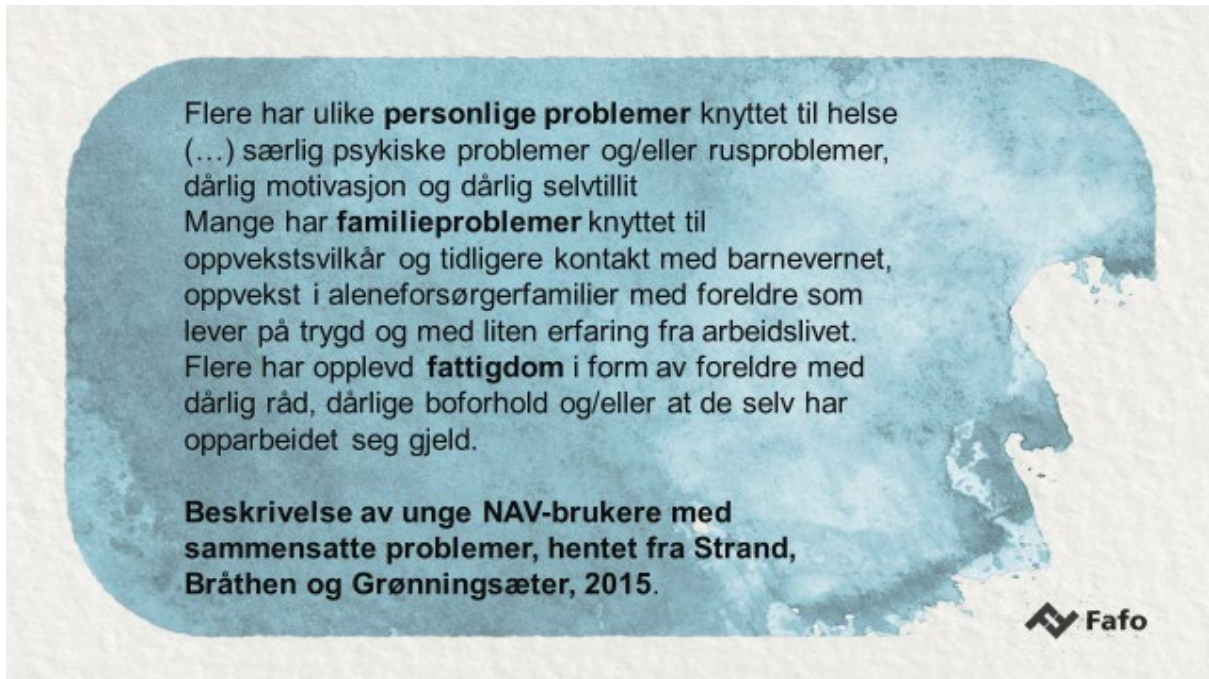 Flere har ulike personlige problemer knyttet til helse
(…) særlig psykiske problemer og/eller rusproblemer,
dårlig motivasjon og dårlig selvtillit
Mange har familieproblemer knyttet til
oppvekstsvilkår og tidligere kontakt med barnevernet,
oppvekst i aleneforsørgerfamilier med foreldre som
lever på trygd og med liten erfaring fra arbeidslivet.
Flere har opplevd fattigdom i form av foreldre med
dårlig råd, dårlige boforhold og/eller at de selv har
opparbeidet seg gjeld.
Beskrivelse av unge NAV-brukere med
sammensatte problemer, hentet fra Strand,
Bråthen og Grønningsæter, 2015.
Fafo